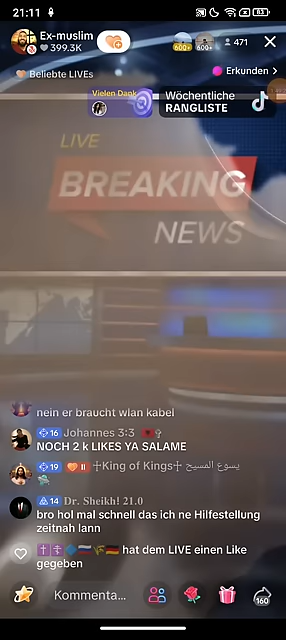 21:11
83
Ex-muslim
399.3K
600+
600+
471
Beliebte LIVEs
Erkunden >
Vielen Dank
Wöchentliche
RANGLISTE
LIVE
BREAKING
NEWS
nein er braucht wlan kabel
16 Johannes 3:3
NOCH 2 k LIKES YA SALAME
19 II ☩King of Kings☩ يسوع المسيح
14 Dr. Sheikh! 21.0
bro hol mal schnell das ich ne Hilfestellung
zeitnah lann
hat dem LIVE einen Like
gegeben
Kommenta...
160